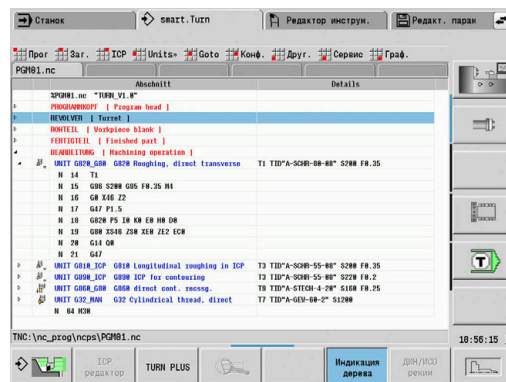 Станок
smart.Turn
Редактор инструм.
Редакт. парам
Прог Заг. ICP Units» Goto Конф. Друг. Сервис Граф.
PGM01.nc
Abschnitt Details
%PGM01.nc "TURN_V1.0"
PROGRAMMKOPF [ Program head ]
REVOLVER [ Turret ]
ROHTEIL [ Workpiece blank ]
FERTIGTEIL [ Finished part ]
BEARBEITUNG [ Machining operation ]
UNIT G820_G80 G820 Roughing, direct transverse T1 TID"A-SCHR-80-08" S200 F0.35
N 14 T1
N 15 G96 S200 G95 F0.35 M4
N 16 G0 X46 Z2
N 17 G47 P1.5
N 18 G820 P5 I0 K0 E0 H0 D0
N 19 G80 XS46 ZS0 XE0 ZE2 EC0
N 20 G14 Q0
N 21 G47
UNIT G810_ICP G810 Longitudinal roughing in ICP T3 TID"A-SCHR-55-08" S200 F0.35
UNIT G890_ICP G890 ICP for contouring T3 TID"A-SCHR-55-08" S220 F0.2
UNIT G860_G80 G860 direct cont. recssg. T9 TID"A-STECH-4-20" S160 F0.25
UNIT G32_MAN G32 Cylindrical thread, direct T7 TID"A-GEW-60-2" S1200
N 64 M30
TNC:\nc_prog\ncps\PGM01.nc
10:56:15
ICP редактор
TURN PLUS
Индикация дерева
ДИН/ИСО режим
T